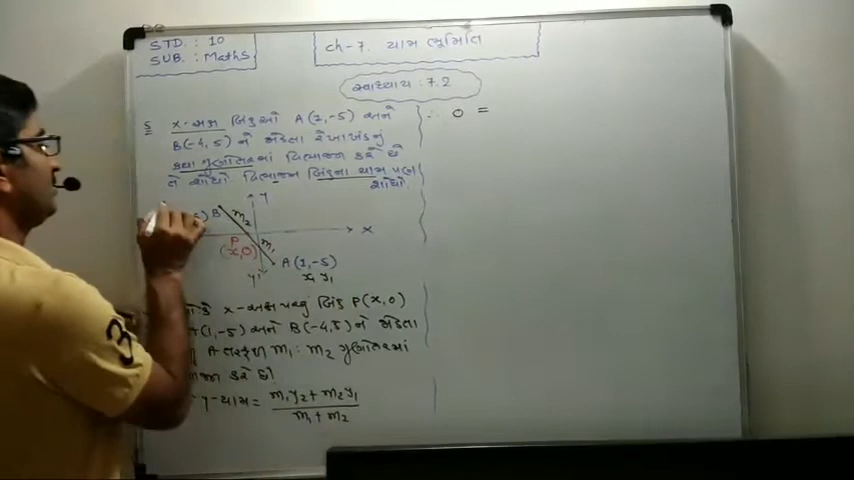 STD. : 10
SUB. : Maths
ch-7. યામ ભૂમિતિ
સ્વાધ્યાય : 7.2
5 x-અક્ષ બિંદુઓ A(1,-5) અને
B(-4,5) ને જોડતા રેખાખંડનું
કયા ગુણોત્તરમાં વિભાજન કરે છે
તે શોધો વિભાજન બિંદુના યામ પણ
શોધો.
Y
B
m₂
X
P
(x,0)
m₁
A(1,-5)
x₁ y₁
Y'
કે x-અક્ષ પરનું બિંદુ P(x,0)
(1,-5) અને B(-4,5) ને જોડતા
A તરફથી m₁ : m₂ ગુણોત્તરમાં
કરે છે.
y-યામ = m₁y₂ + m₂y₁
m₁ + m₂
∴ 0 =